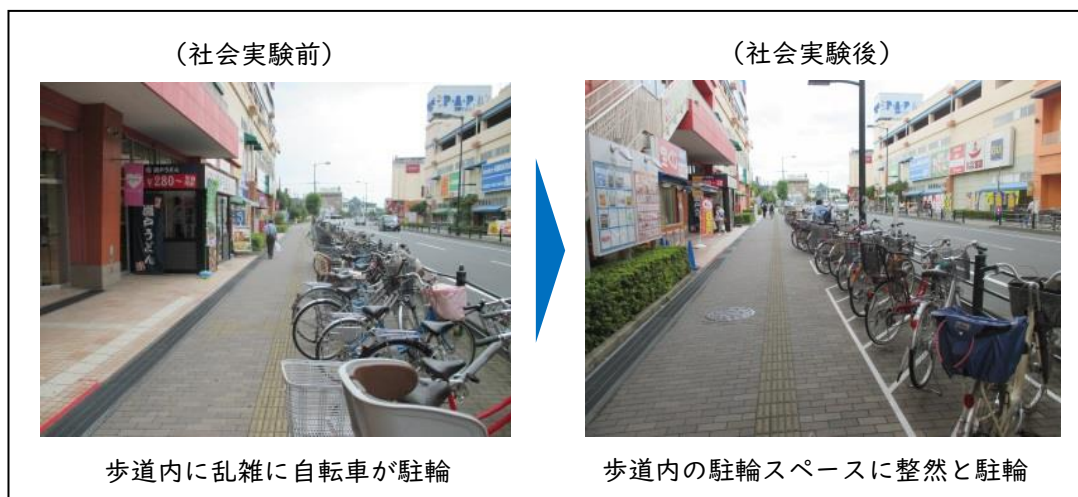 （社会実験前）
（社会実験後）
P・A・P
¥280～
歩道内に乱雑に自転車が駐輪
歩道内の駐輪スペースに整然と駐輪